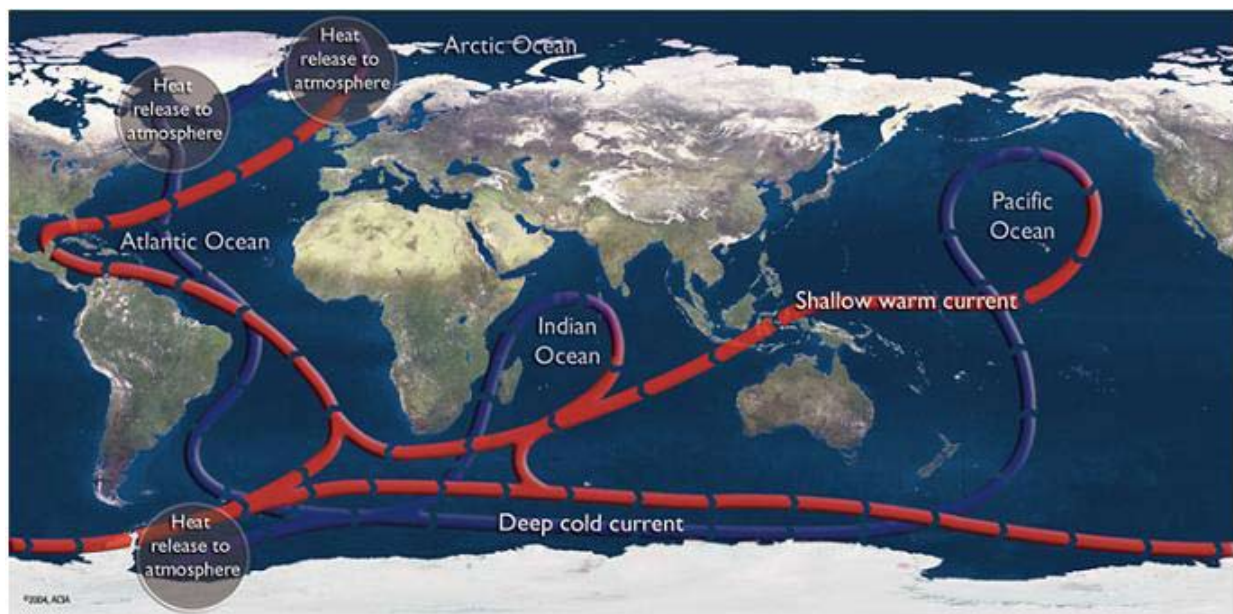 Heat
release to
atmosphere
Arctic Ocean
Heat
release to
atmosphere
Atlantic Ocean
Pacific
Ocean
Shallow warm current
Indian
Ocean
Deep cold current
Heat
release to
atmosphere
©2004, ACIA